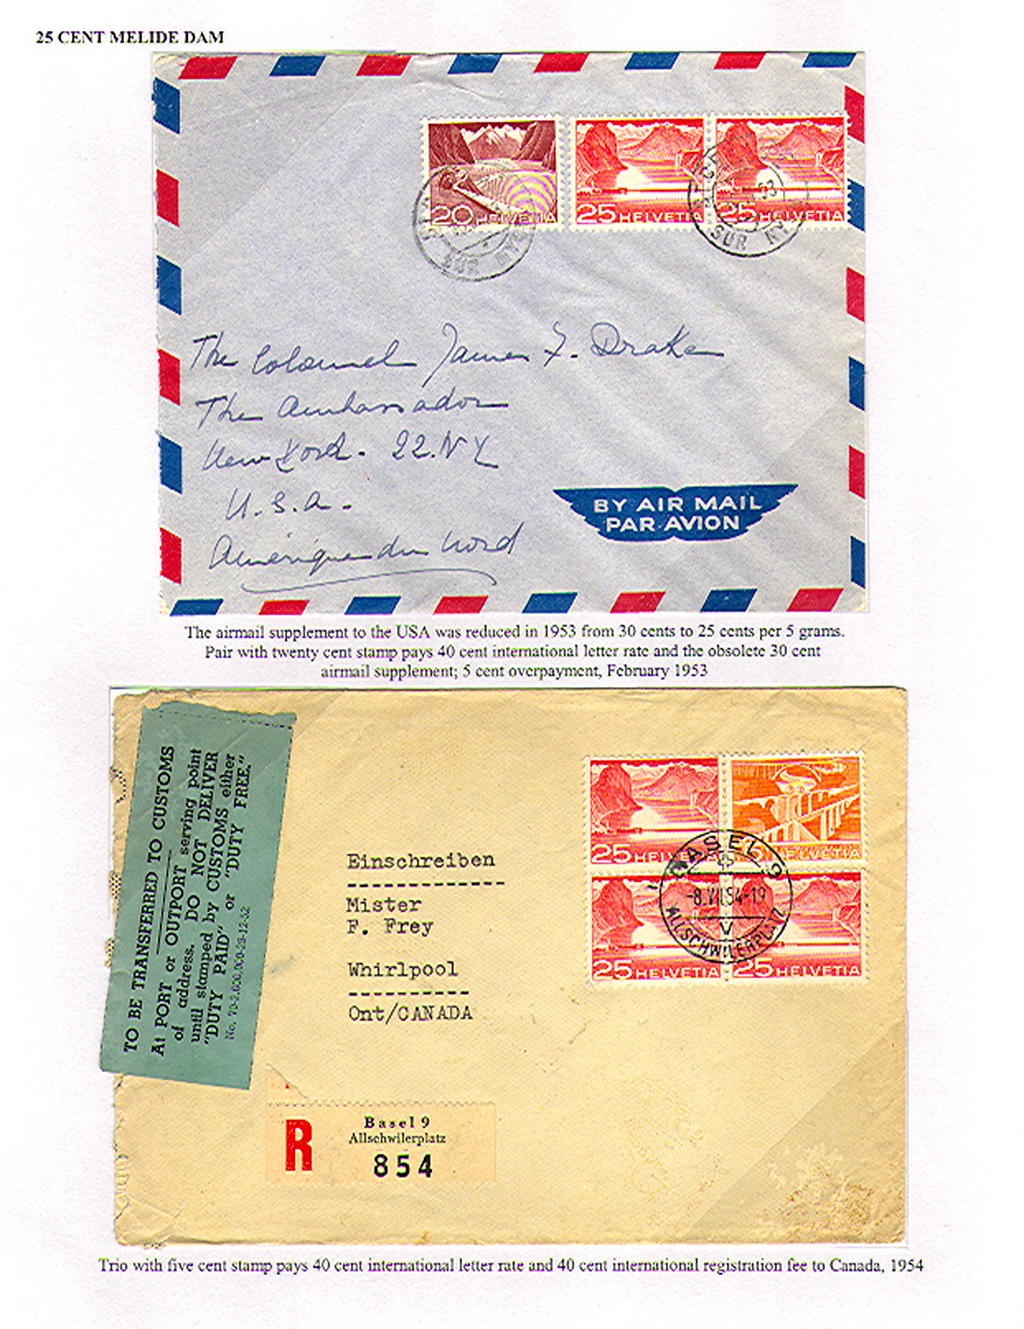 25 CENT MELIDE DAM
20 HELVETIA
25 HELVETIA
25 HELVETIA
SUR
SUR
The Colonnel James F. Drake
The Ambassador
New York. 22. NY
U.S.A.
Amérique du Nord
BY AIR MAIL
PAR AVION
The airmail supplement to the USA was reduced in 1953 from 30 cents to 25 cents per 5 grams.
Pair with twenty cent stamp pays 40 cent international letter rate and the obsolete 30 cent
airmail supplement; 5 cent overpayment, February 1953
TO BE TRANSFERRED TO CUSTOMS
At PORT or OUTPORT serving point
of address. DO NOT DELIVER
until stamped by CUSTOMS either
"DUTY PAID" or "DUTY FREE."
25 HELVETIA
5 HELVETIA
25 HELVETIA
25 HELVETIA
BASEL 9
-8.VII.54-19
V
ALLSCHWILERPLATZ
Einschreiben
Mister
F. Frey
Whirlpool
Ont/CANADA
R
Basel 9
Allschwilerplatz
854
Trio with five cent stamp pays 40 cent international letter rate and 40 cent international registration fee to Canada, 1954